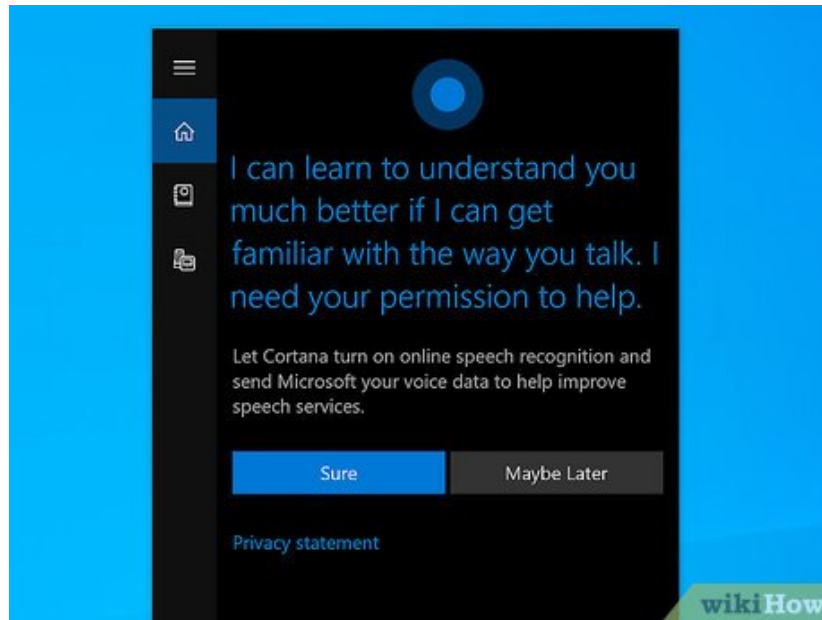 I can learn to understand you
much better if I can get
familiar with the way you talk. I
need your permission to help.
Let Cortana turn on online speech recognition and
send Microsoft your voice data to help improve
speech services.
Sure
Maybe Later
Privacy statement
wikiHow